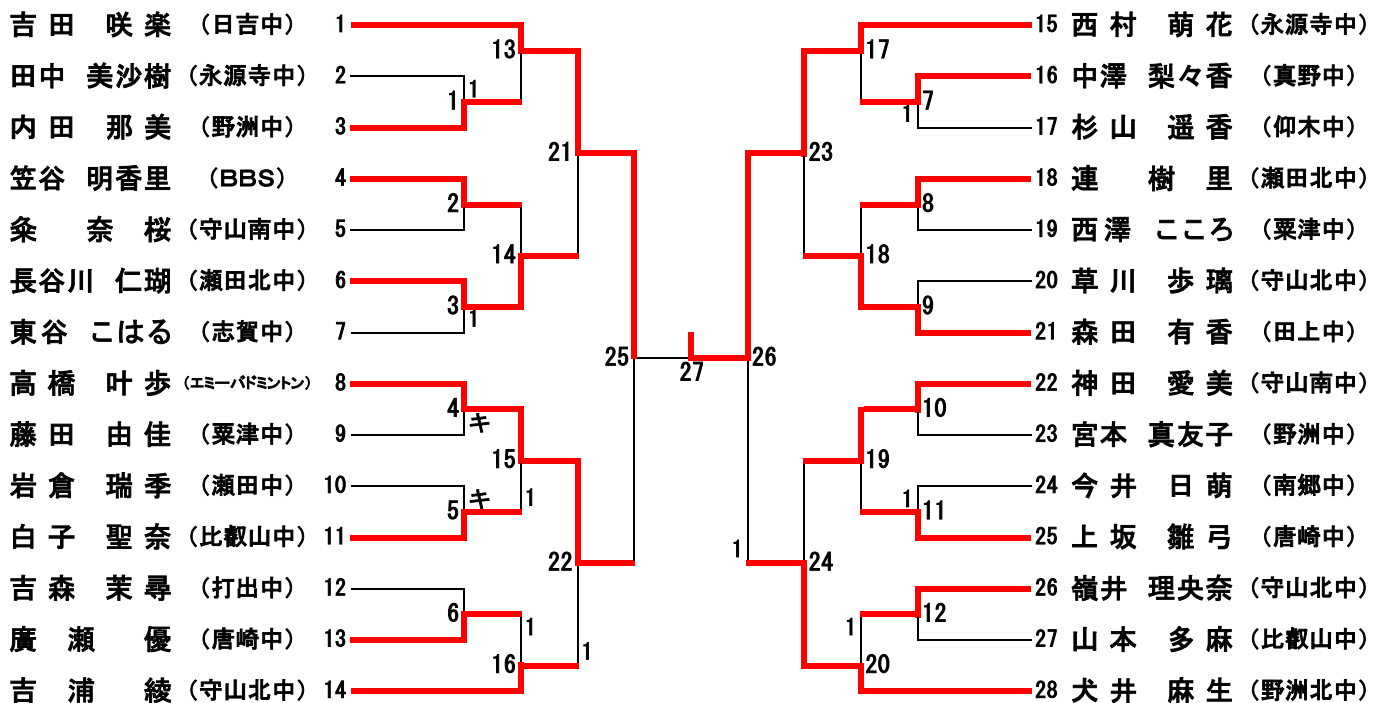 吉田 咲楽 (日吉中) 1
田中 美沙樹 (永源寺中) 2
内田 那美 (野洲中) 3
笠谷 明香里 (BBS) 4
粂 奈桜 (守山南中) 5
長谷川 仁瑚 (瀬田北中) 6
東谷 こはる (志賀中) 7
高橋 叶歩 (エミーバドミントン) 8
藤田 由佳 (粟津中) 9
岩倉 瑞季 (瀬田中) 10
白子 聖奈 (比叡山中) 11
吉森 茉尋 (打出中) 12
廣瀬 優 (唐崎中) 13
吉浦 綾 (守山北中) 14
13
1 1
21
2
14
3 1
25
4 キ
15
キ
5 1
22
6 1
16 1
27
17
7
1
23
8
18
9
26
10
19
1 11
1 24
12
1
20
15 西村 萌花 (永源寺中)
16 中澤 梨々香 (真野中)
17 杉山 遥香 (仰木中)
18 連 樹里 (瀬田北中)
19 西澤 こころ (粟津中)
20 草川 歩璃 (守山北中)
21 森田 有香 (田上中)
22 神田 愛美 (守山南中)
23 宮本 真友子 (野洲中)
24 今井 日萌 (南郷中)
25 上坂 雛弓 (唐崎中)
26 嶺井 理央奈 (守山北中)
27 山本 多麻 (比叡山中)
28 犬井 麻生 (野洲北中)